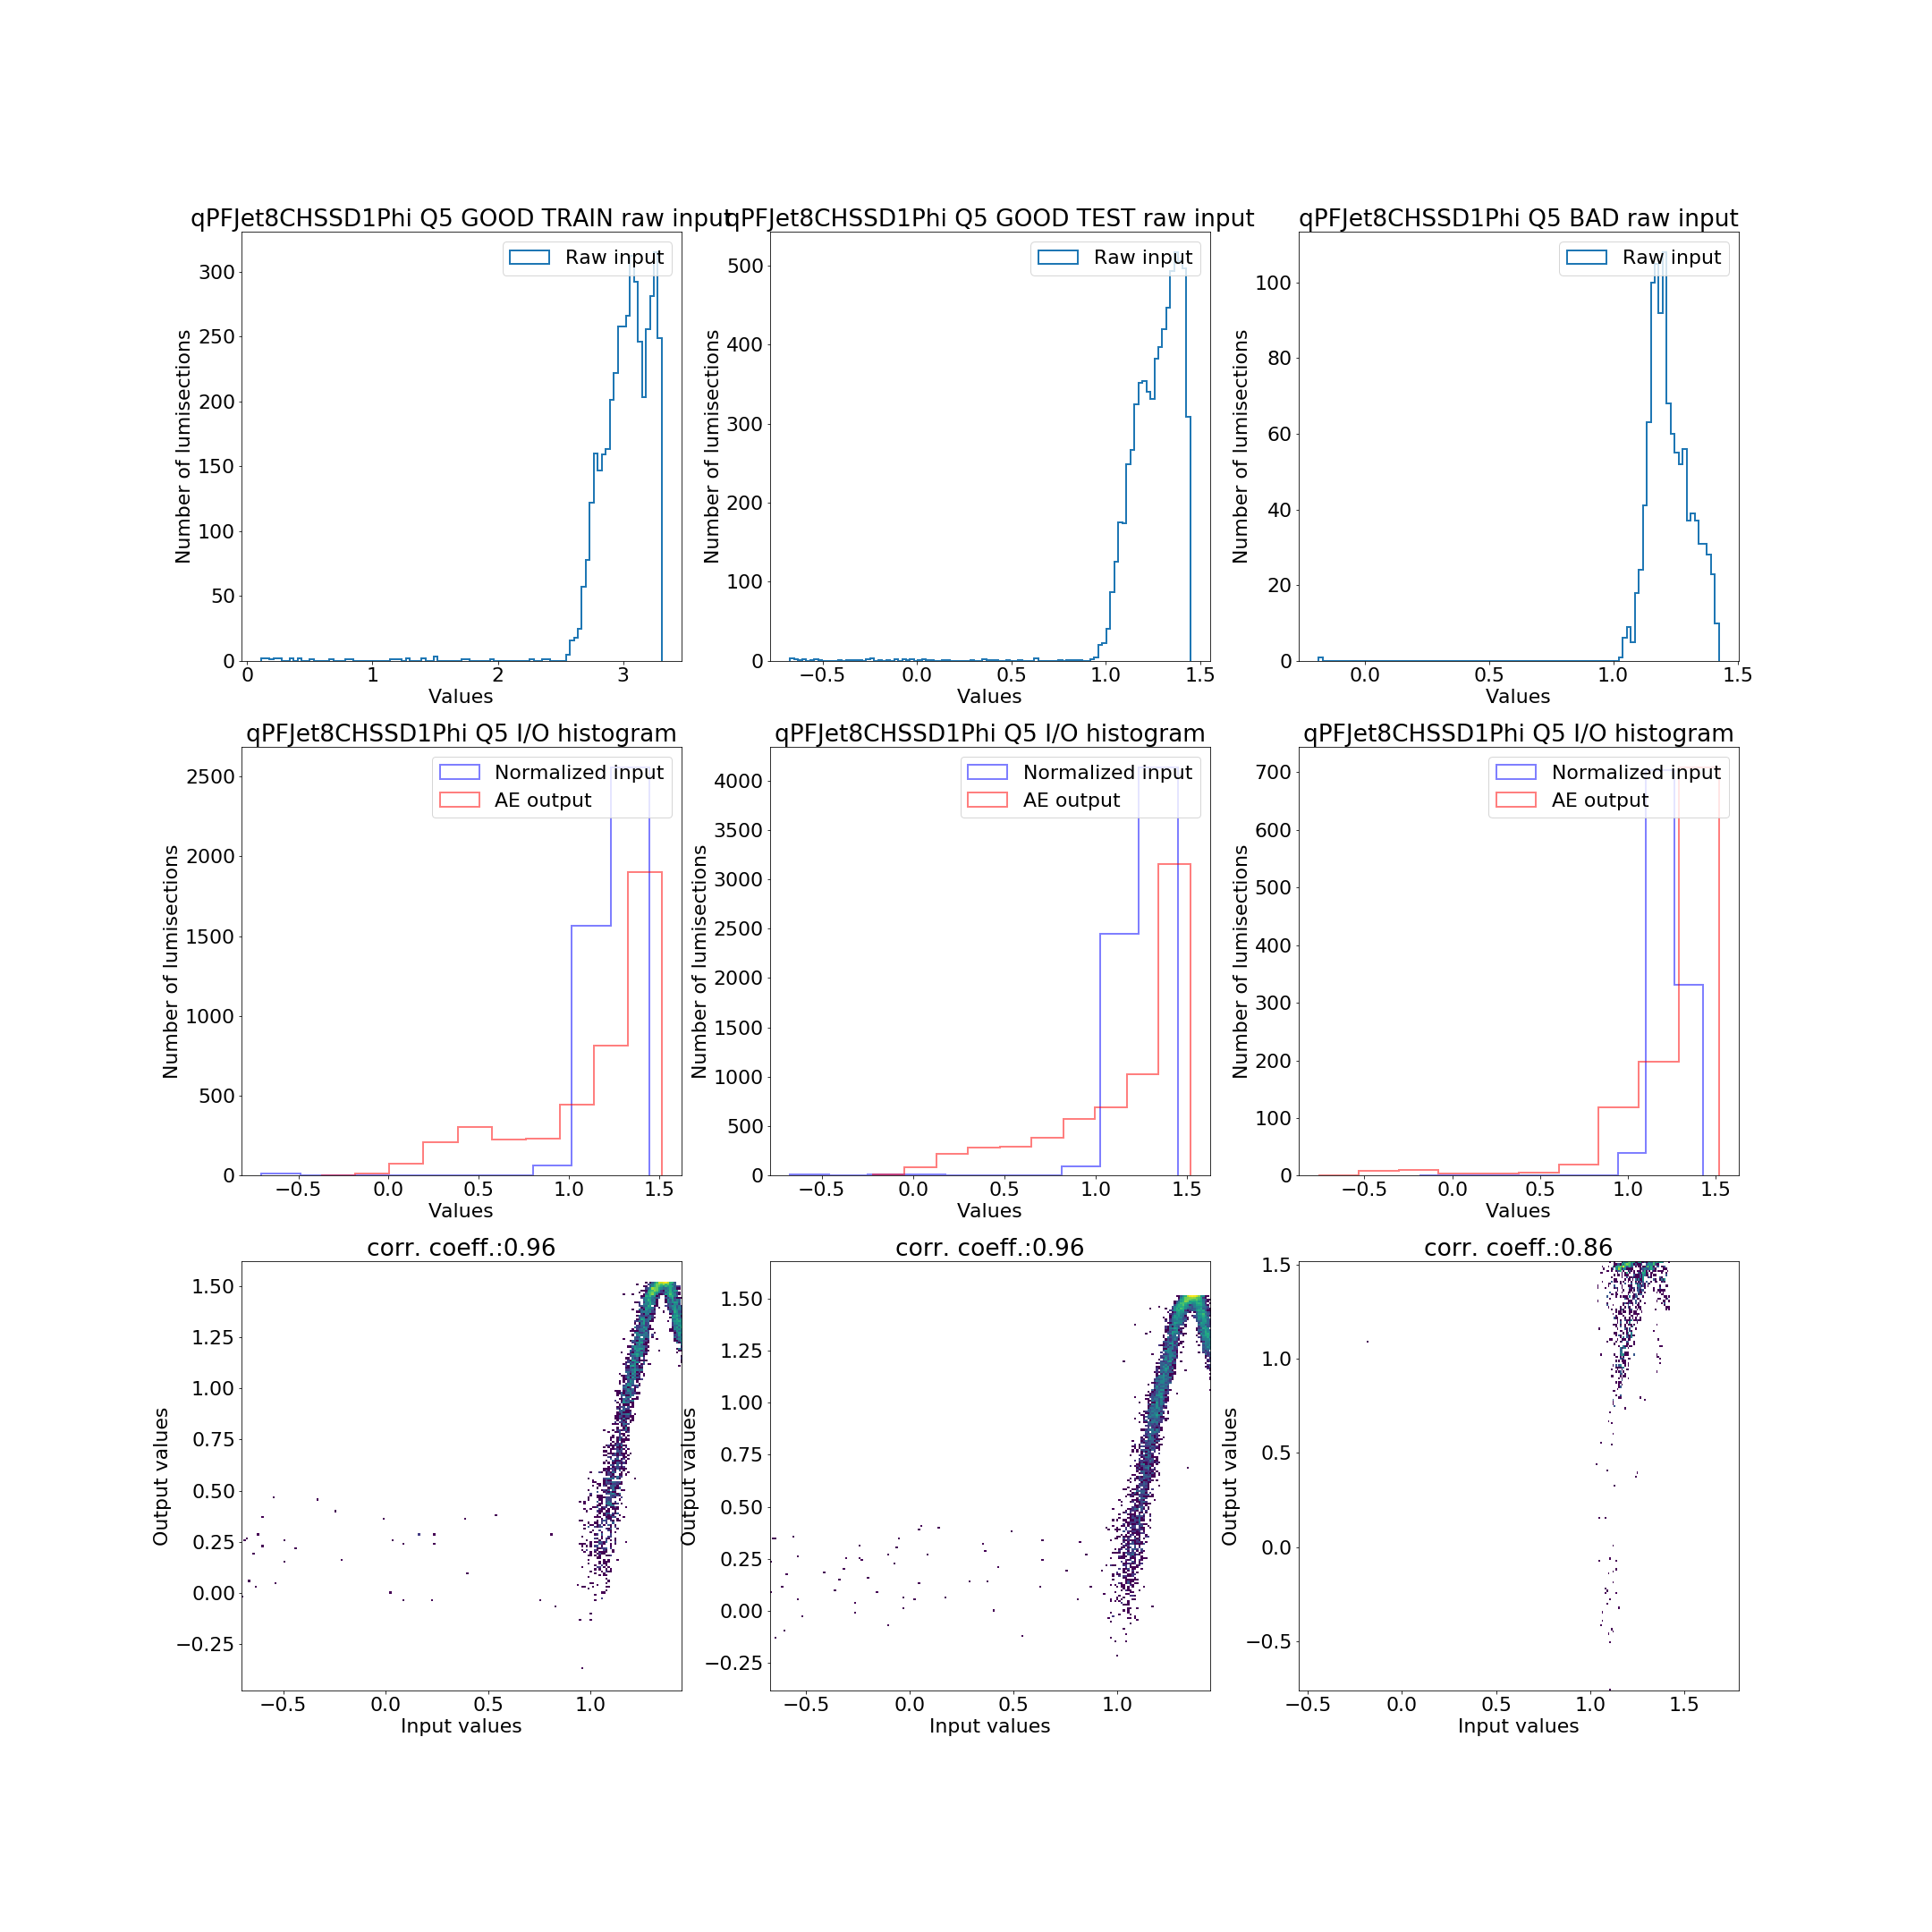 qPFJet8CHSSD1Phi Q5 GOOD TRAIN raw input
Raw input
Number of lumisections
300
250
200
150
100
50
0
0 1 2 3
Values
qPFJet8CHSSD1Phi Q5 GOOD TEST raw input
Raw input
Number of lumisections
500
400
300
200
100
0
−0.5 0.0 0.5 1.0 1.5
Values
qPFJet8CHSSD1Phi Q5 BAD raw input
Raw input
Number of lumisections
100
80
60
40
20
0
0.0 0.5 1.0 1.5
Values
qPFJet8CHSSD1Phi Q5 I/O histogram
Normalized input
AE output
Number of lumisections
2500
2000
1500
1000
500
0
−0.5 0.0 0.5 1.0 1.5
Values
qPFJet8CHSSD1Phi Q5 I/O histogram
Normalized input
AE output
Number of lumisections
4000
3500
3000
2500
2000
1500
1000
500
0
−0.5 0.0 0.5 1.0 1.5
Values
qPFJet8CHSSD1Phi Q5 I/O histogram
Normalized input
AE output
Number of lumisections
700
600
500
400
300
200
100
0
−0.5 0.0 0.5 1.0 1.5
Values
corr. coeff.:0.96
Output values
1.50
1.25
1.00
0.75
0.50
0.25
0.00
−0.25
−0.5 0.0 0.5 1.0
Input values
corr. coeff.:0.96
Output values
1.50
1.25
1.00
0.75
0.50
0.25
0.00
−0.25
−0.5 0.0 0.5 1.0
Input values
corr. coeff.:0.86
Output values
1.5
1.0
0.5
0.0
−0.5
−0.5 0.0 0.5 1.0 1.5
Input values